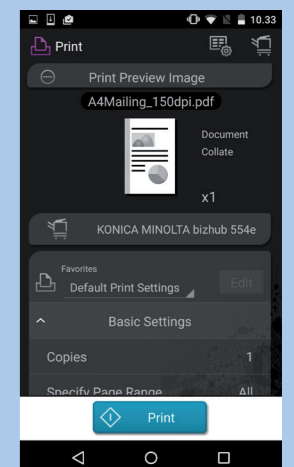 10.33
Print
Print Preview Image
A4Mailing_150dpi.pdf
Document
Collate
x1
KONICA MINOLTA bizhub 554e
Favorites
Default Print Settings
Edit
Basic Settings
Copies 1
Specify Page Range All
Print